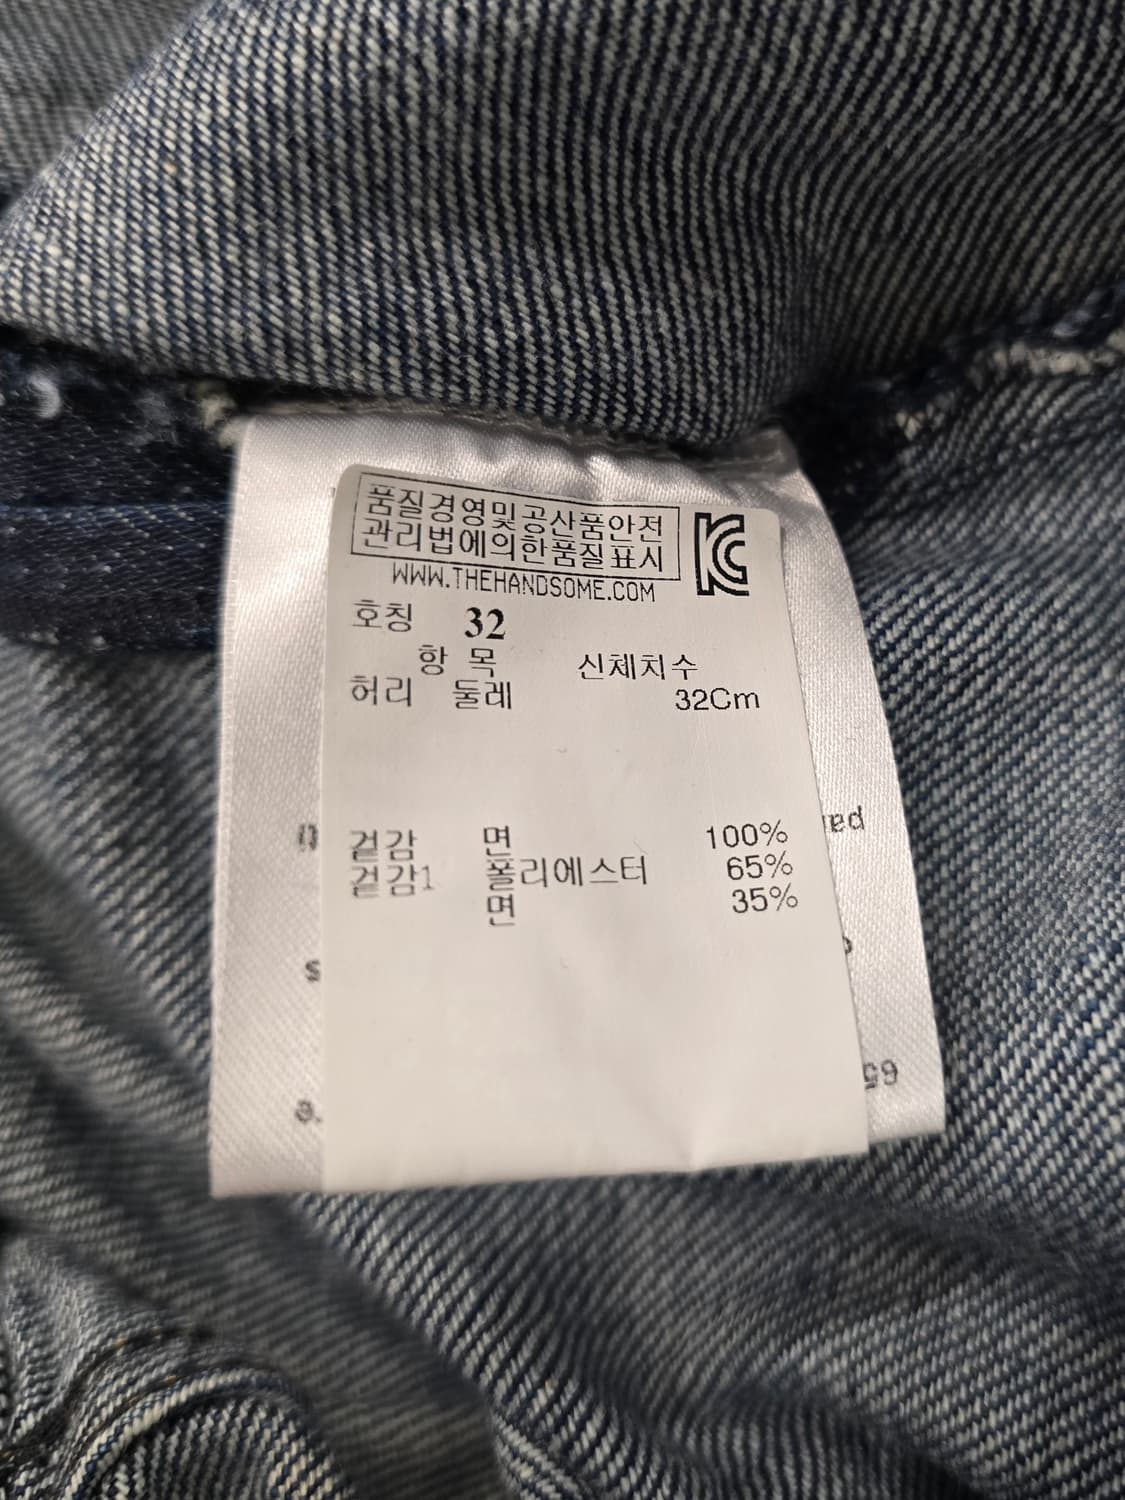 품질경영및공산품안전
관리법에의한품질표시
KC
WWW.THEHANDSOME.COM
호칭 32
항 목 신체치수
허리 둘레 32Cm
겉감 면 100%
겉감1 폴리에스터 65%
면 35%